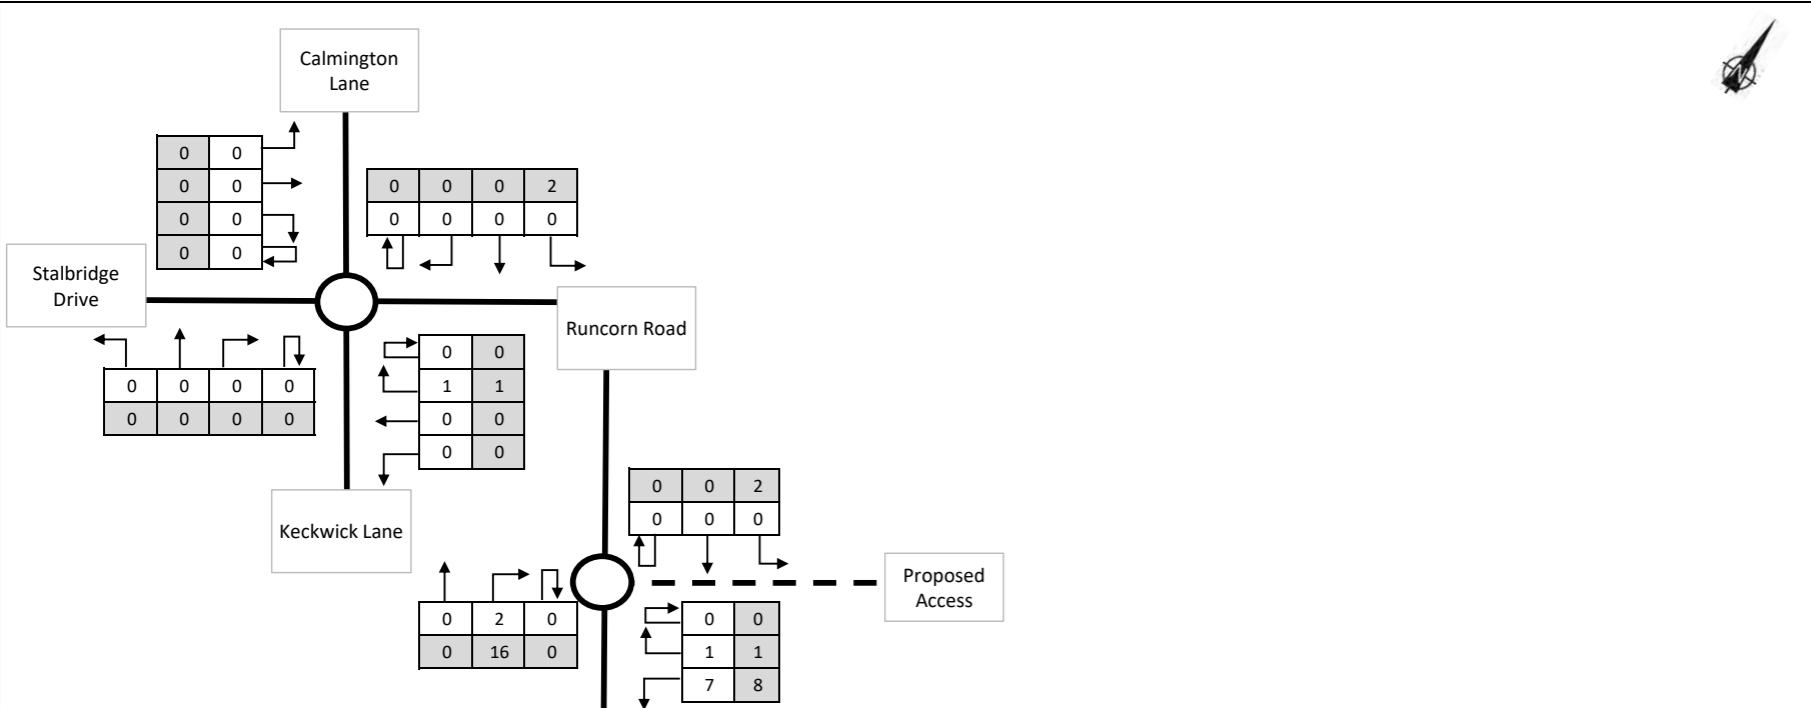 Calmington
Lane
0 0
0 0
0 0
0 0
0 0 0 2
0 0 0 0
Stalbridge
Drive
Runcorn Road
0 0 0 0
0 0 0 0
0 0
1 1
0 0
0 0
Keckwick Lane
0 0 2
0 0 0
Proposed
Access
0 2 0
0 16 0
0 0
1 1
7 8
N